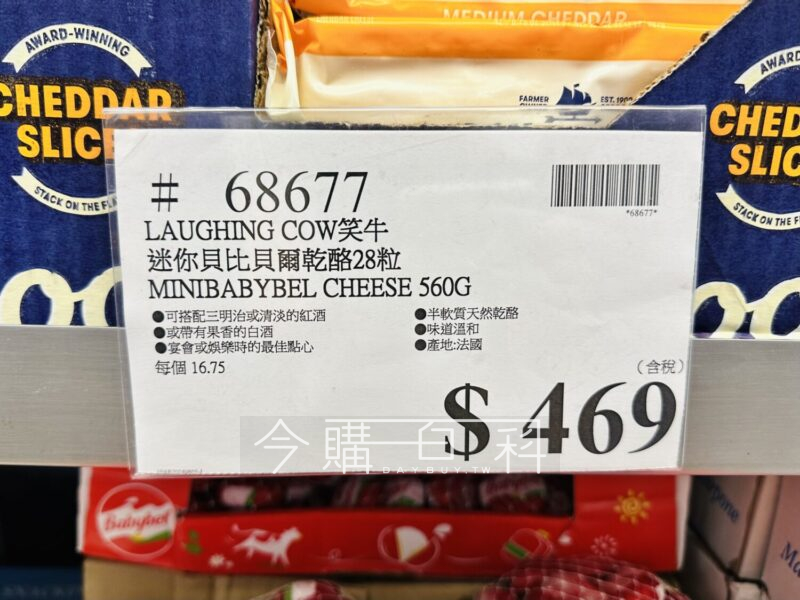 MEDIUM CHEDDAR
AWARD-WINNING
CHEDDAR
SLIC
STACK ON THE
FARMER
EST.
AWARD
CHED
SLIC
STACK ON THE
# 68677
*68677*
LAUGHING COW笑牛
迷你貝比貝爾乾酪28粒
MINIBABYBEL CHEESE 560G
●可搭配三明治或清淡的紅酒
●或帶有果香的白酒
●宴會或娛樂時的最佳點心
每個 16.75
●半軟質天然乾酪
●味道溫和
●產地:法國
(含稅)
$ 469
今購百科
DAYBUY.TW
Babybel